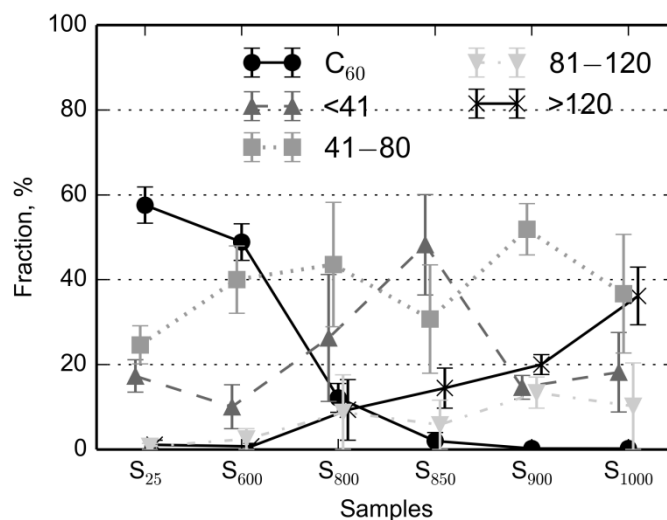 100
80
60
40
20
0
Fraction, %
C₆₀
<41
41−80
81−120
>120
S₂₅ S₆₀₀ S₈₀₀ S₈₅₀ S₉₀₀ S₁₀₀₀
Samples